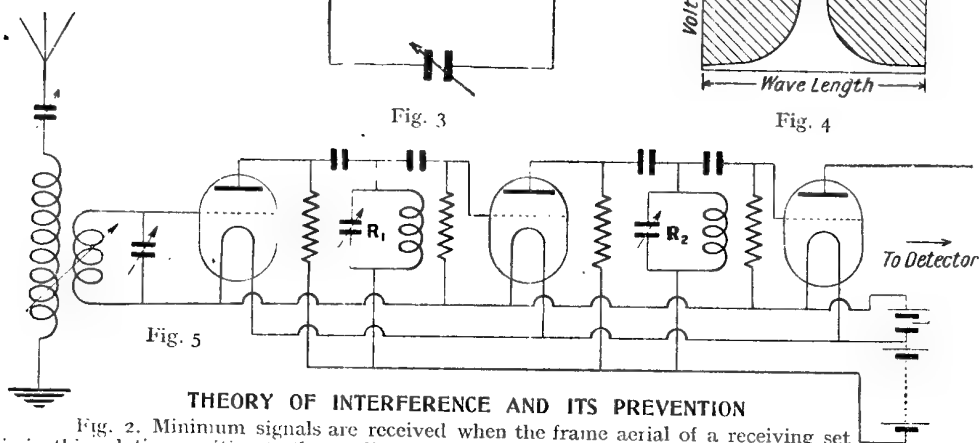 Volt
Wave Length
Fig. 3
Fig. 4
R₁
R₂
To Detector
Fig. 5
THEORY OF INTERFERENCE AND ITS PREVENTION
Fig. 2. Minimum signals are received when the frame aerial of a receiving set